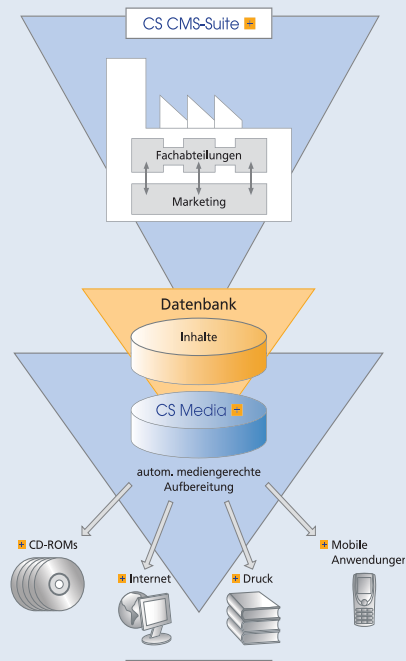 CS CMS-Suite +
Fachabteilungen
Marketing
Datenbank
Inhalte
CS Media +
autom. mediengerechte
Aufbereitung
+ CD-ROMs
+ Mobile
Anwendungen
+ Internet
+ Druck